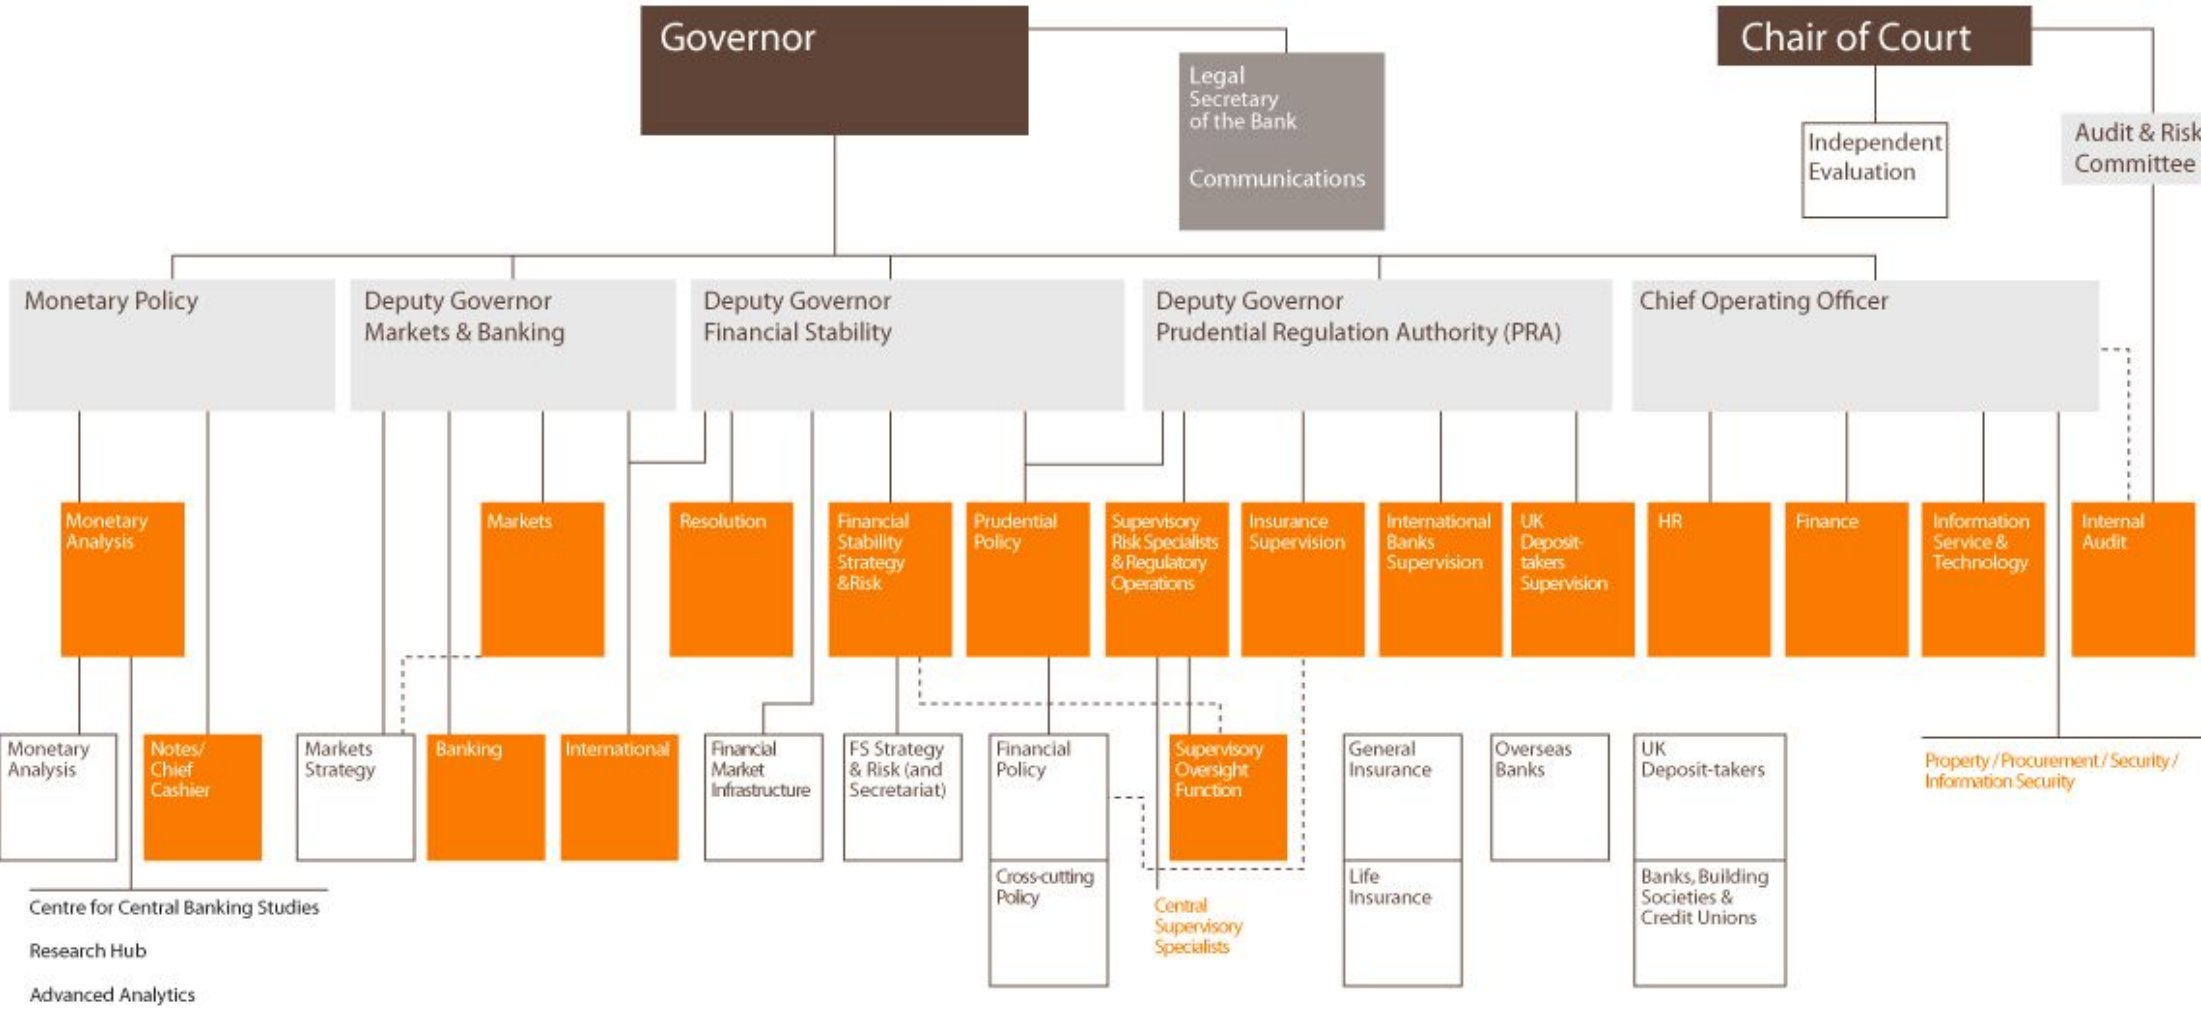 Governor
Chair of Court
Legal
Secretary
of the Bank
Communications
Independent
Evaluation
Audit & Risk
Committee
Monetary Policy
Deputy Governor
Markets & Banking
Deputy Governor
Financial Stability
Deputy Governor
Prudential Regulation Authority (PRA)
Chief Operating Officer
Monetary
Analysis
Markets
Resolution
Financial
Stability
Strategy
&Risk
Prudential
Policy
Supervisory
Risk Specialists
& Regulatory
Operations
Insurance
Supervision
International
Banks
Supervision
UK
Deposit-
takers
Supervision
HR
Finance
Information
Service &
Technology
Internal
Audit
Monetary
Analysis
Notes/
Chief
Cashier
Markets
Strategy
Banking
International
Financial
Market
Infrastructure
FS Strategy
& Risk (and
Secretariat)
Financial
Policy
Supervisory
Oversight
Function
General
Insurance
Overseas
Banks
UK
Deposit-takers
Property / Procurement / Security /
Information Security
Cross-cutting
Policy
Central
Supervisory
Specialists
Life
Insurance
Banks, Building
Societies &
Credit Unions
Centre for Central Banking Studies
Research Hub
Advanced Analytics